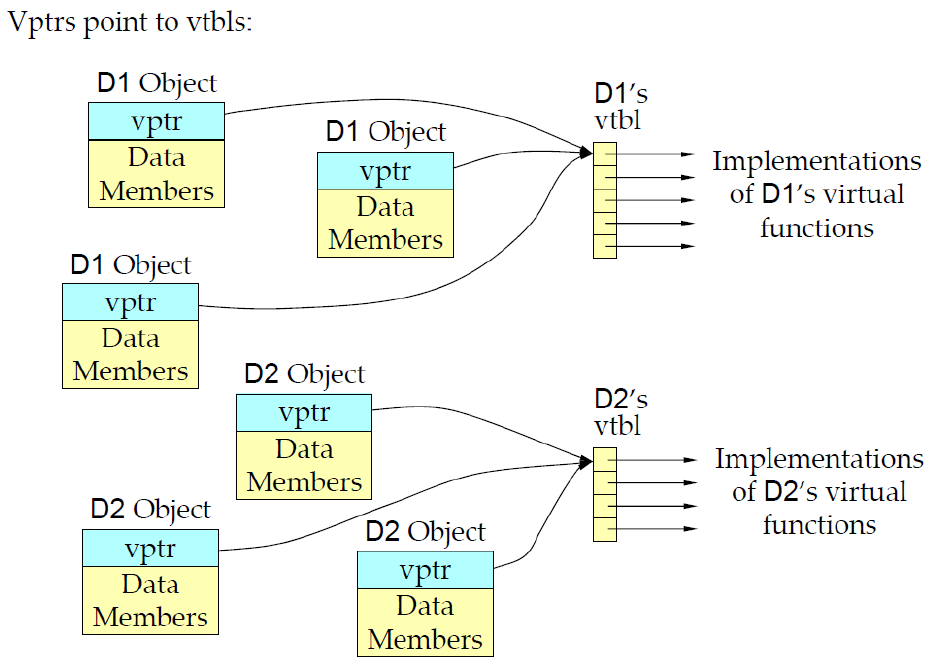 Vptrs point to vtbls:
D1 Object
vptr
Data
Members
D1 Object
vptr
Data
Members
D1 Object
vptr
Data
Members
D1's
vtbl
Implementations
of D1's virtual
functions
D2 Object
vptr
Data
Members
D2 Object
vptr
Data
Members
D2 Object
vptr
Data
Members
D2's
vtbl
Implementations
of D2's virtual
functions